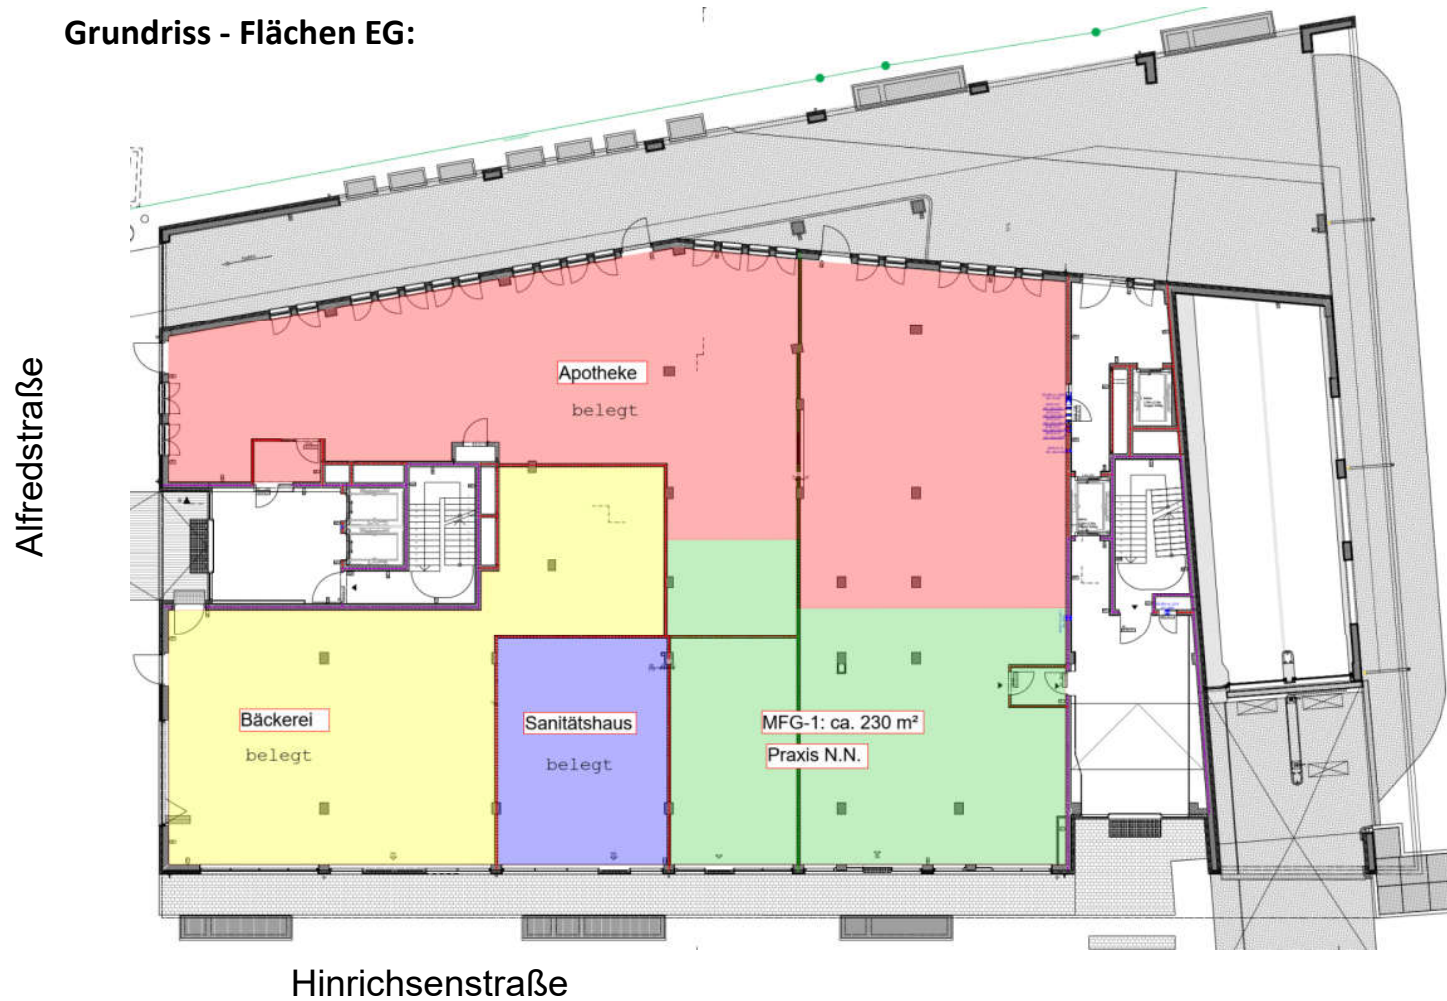 Grundriss - Flächen EG:
Alfredstraße
Apotheke
belegt
Bäckerei
belegt
Sanitätshaus
belegt
MFG-1: ca. 230 m²
Praxis N.N.
Hinrichsenstraße